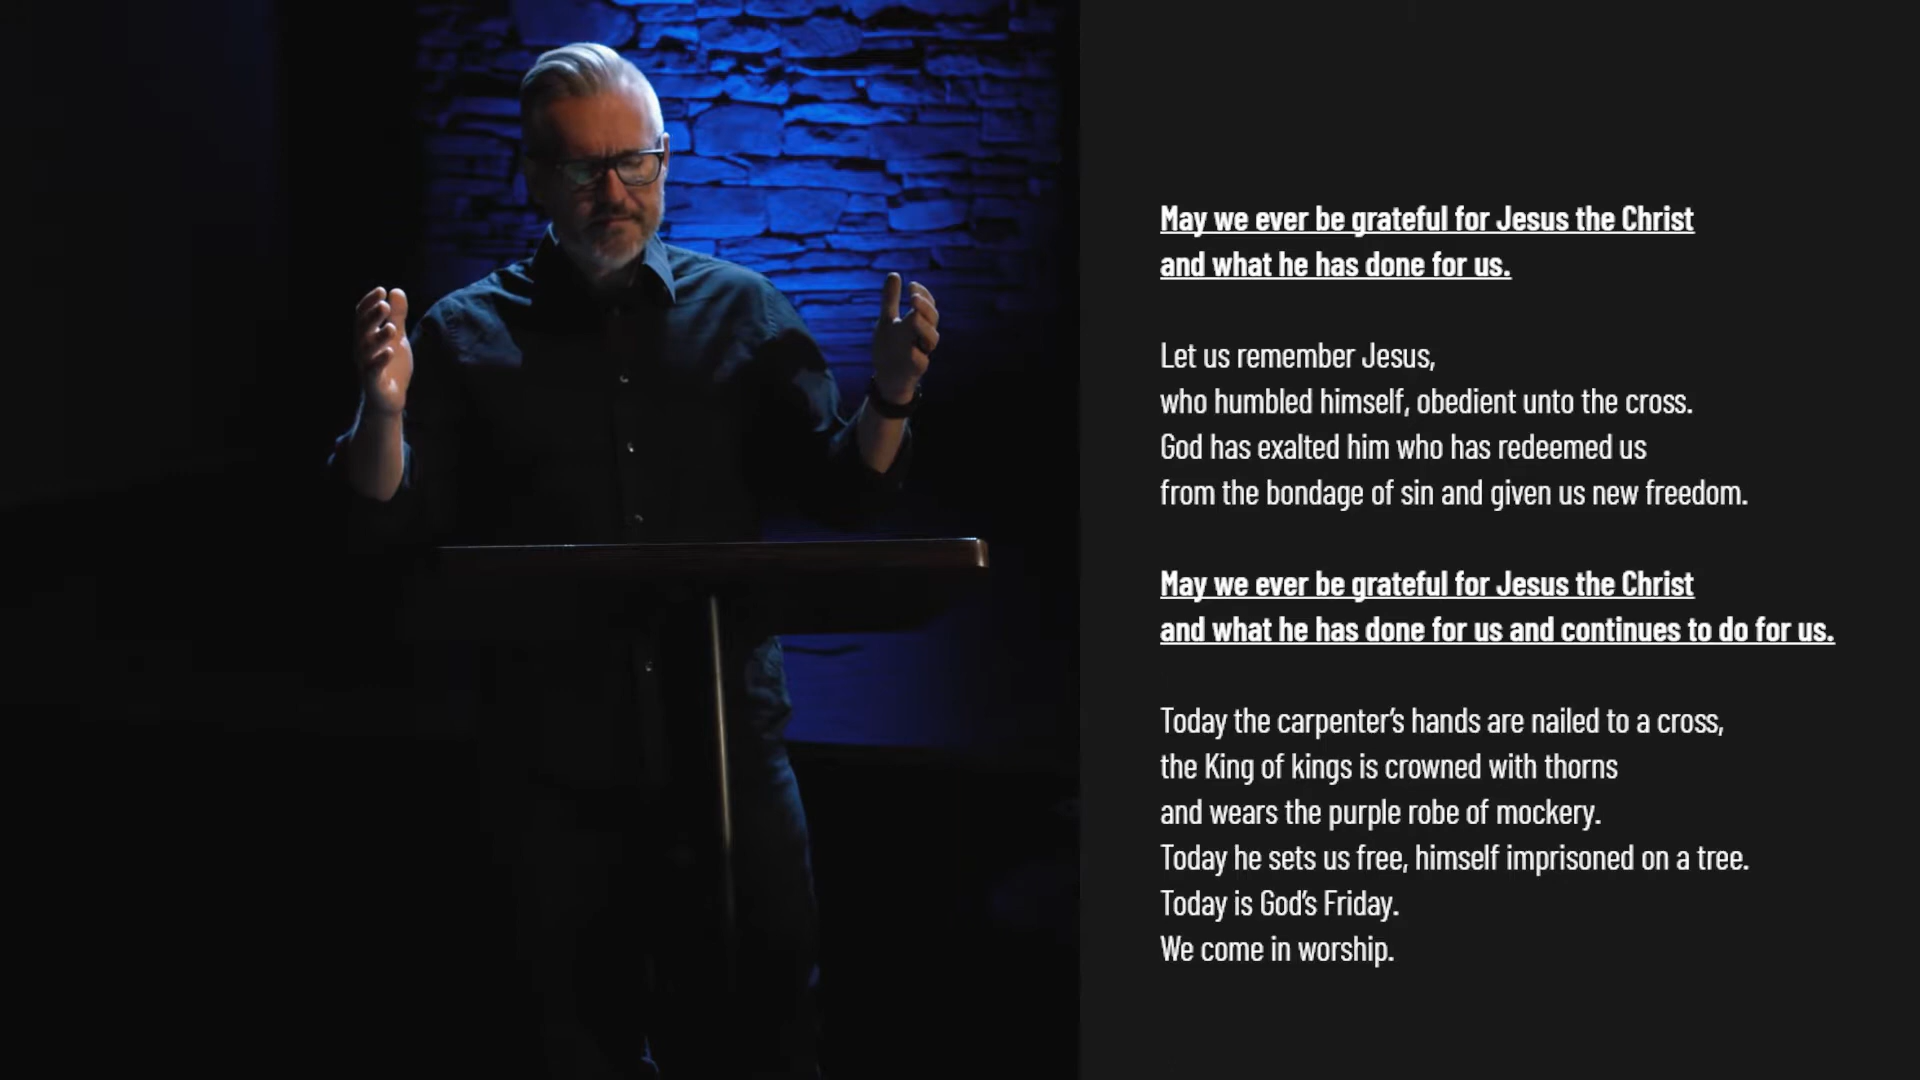 May we ever be grateful for Jesus the Christ
and what he has done for us.
Let us remember Jesus,
who humbled himself, obedient unto the cross.
God has exalted him who has redeemed us
from the bondage of sin and given us new freedom.
May we ever be grateful for Jesus the Christ
and what he has done for us and continues to do for us.
Today the carpenter’s hands are nailed to a cross,
the King of kings is crowned with thorns
and wears the purple robe of mockery.
Today he sets us free, himself imprisoned on a tree.
Today is God’s Friday.
We come in worship.